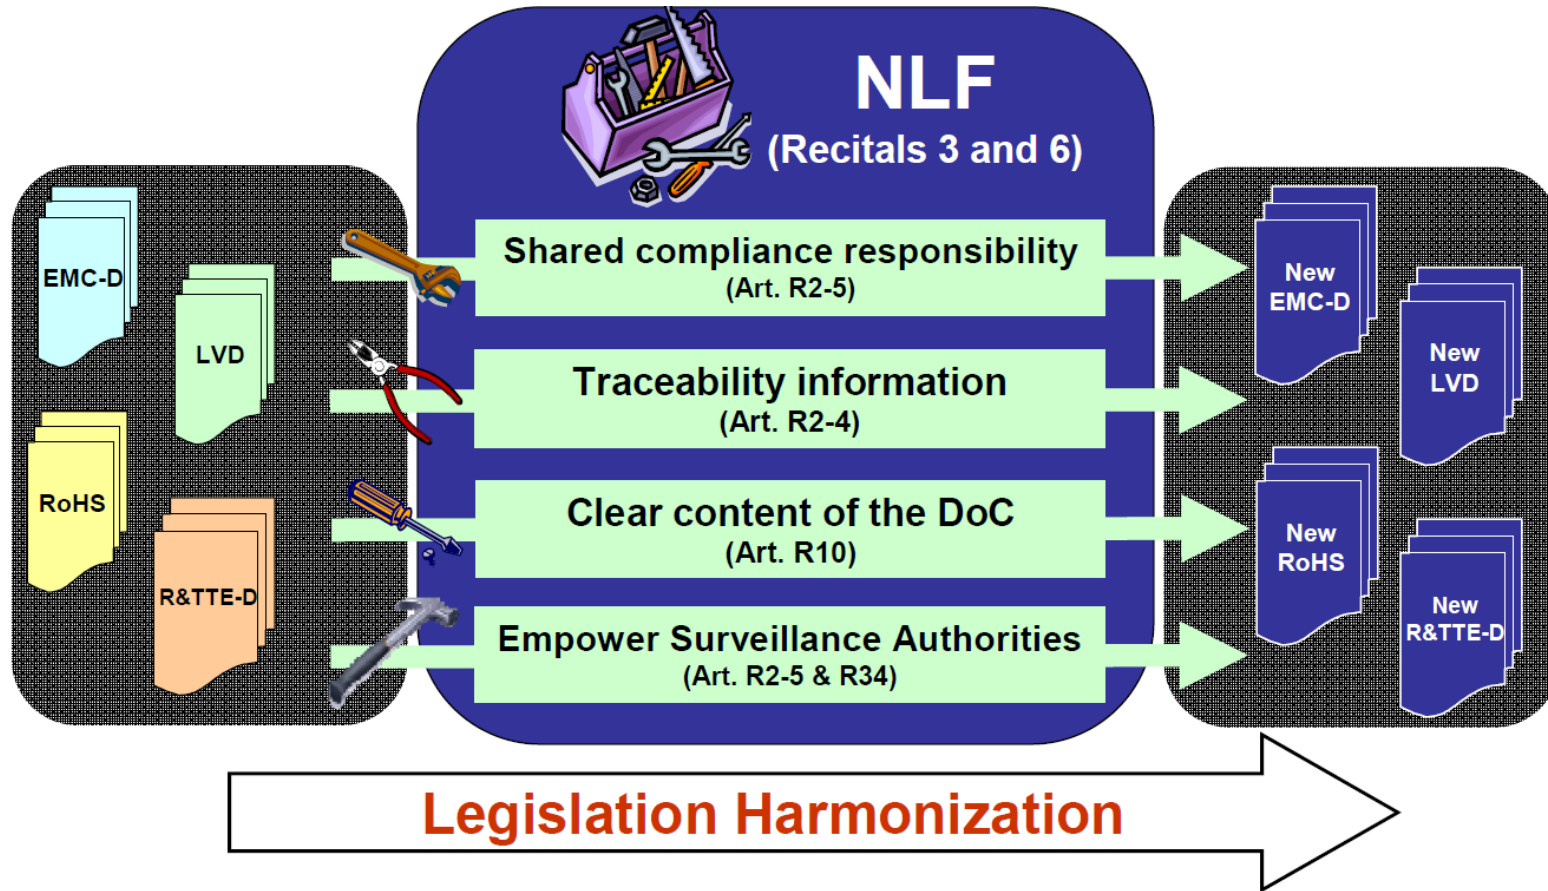 NLF
(Recitals 3 and 6)
EMC-D
LVD
RoHS
R&TTE-D
Shared compliance responsibility
(Art. R2-5)
Traceability information
(Art. R2-4)
Clear content of the DoC
(Art. R10)
Empower Surveillance Authorities
(Art. R2-5 & R34)
New
EMC-D
New
LVD
New
RoHS
New
R&TTE-D
Legislation Harmonization